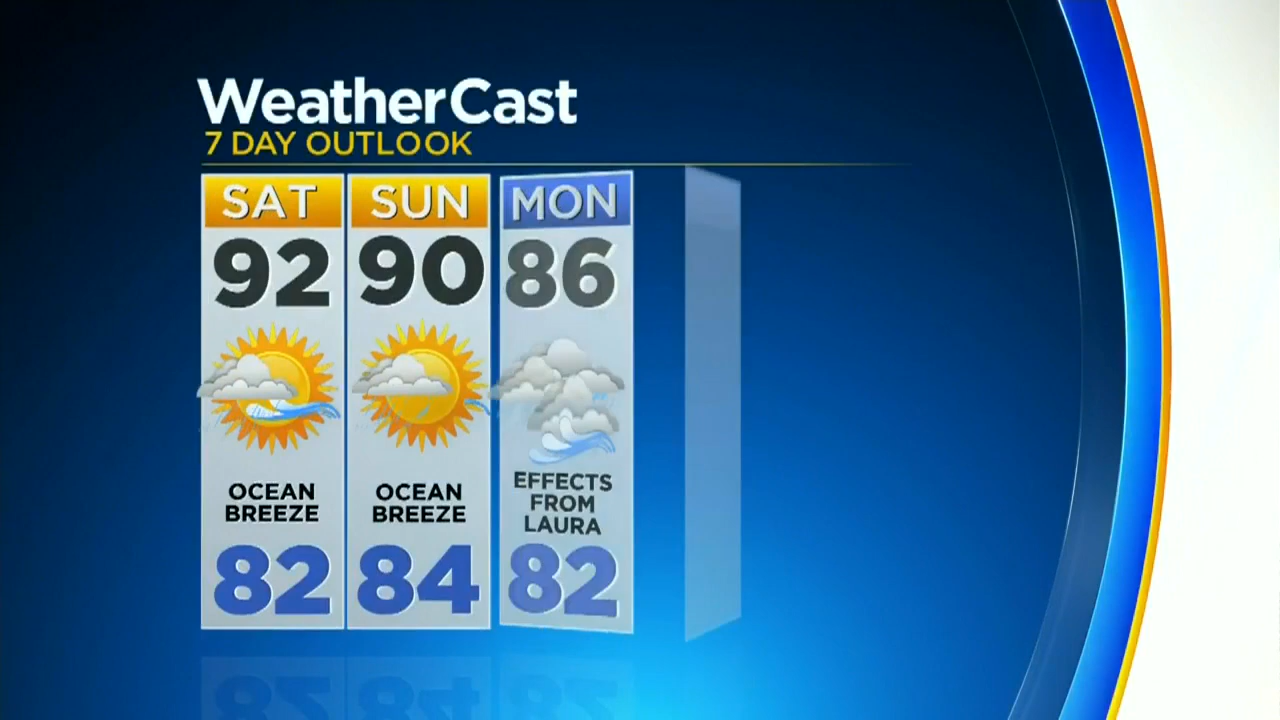 WeatherCast
7 DAY OUTLOOK
SAT SUN MON
92 90 86
OCEAN
BREEZE
OCEAN
BREEZE
EFFECTS
FROM
LAURA
82 84 82